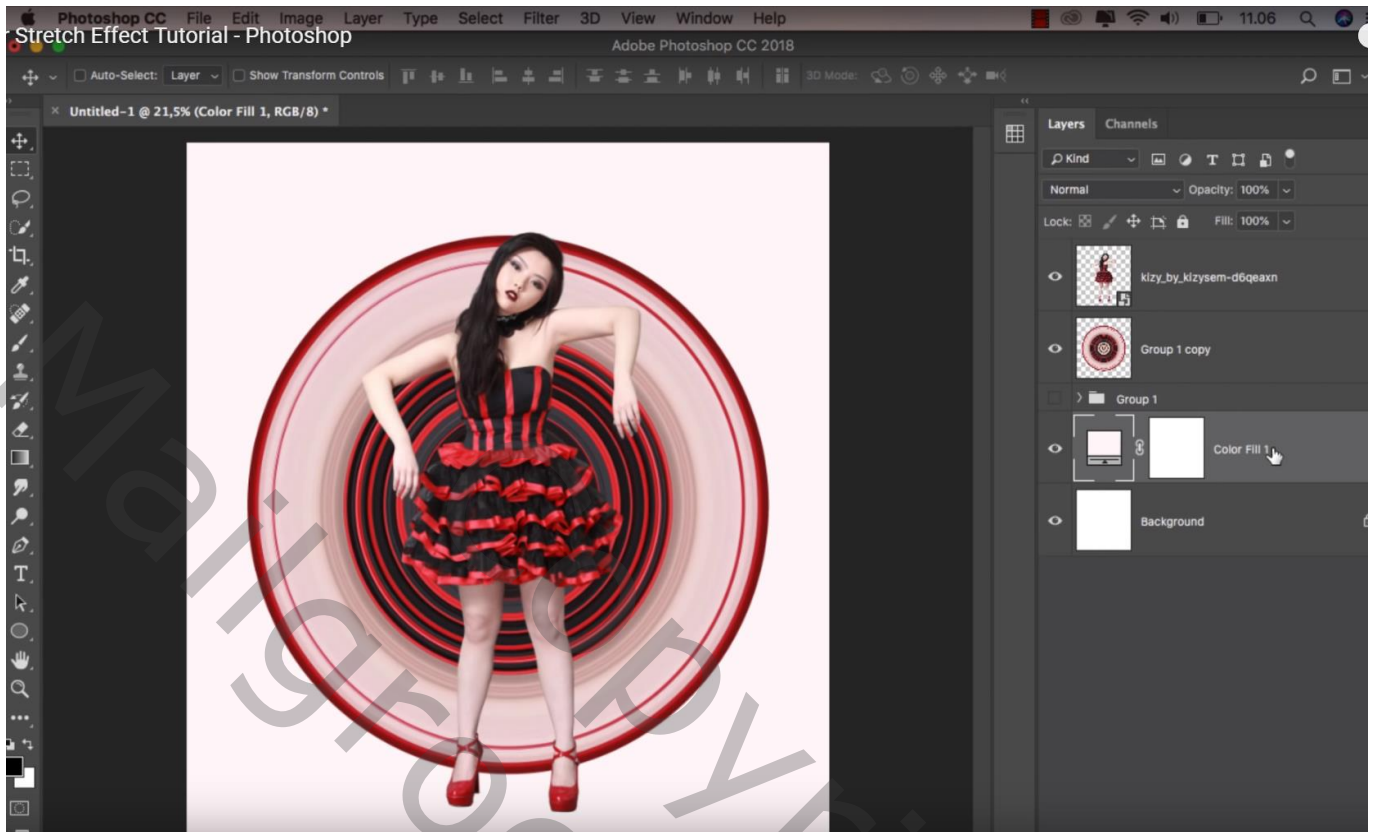 Photoshop CC File Edit Image Layer Type Select Filter 3D View Window Help 11.06
Stretch Effect Tutorial - Photoshop
Adobe Photoshop CC 2018
Auto-Select: Layer Show Transform Controls 3D Mode:
× Untitled-1 @ 21,5% (Color Fill 1, RGB/8) *
Layers Channels
Kind
Normal Opacity: 100%
Lock: Fill: 100%
kizy_by_kizysem-d6qeaxn
Group 1 copy
Group 1
Color Fill 1
Background